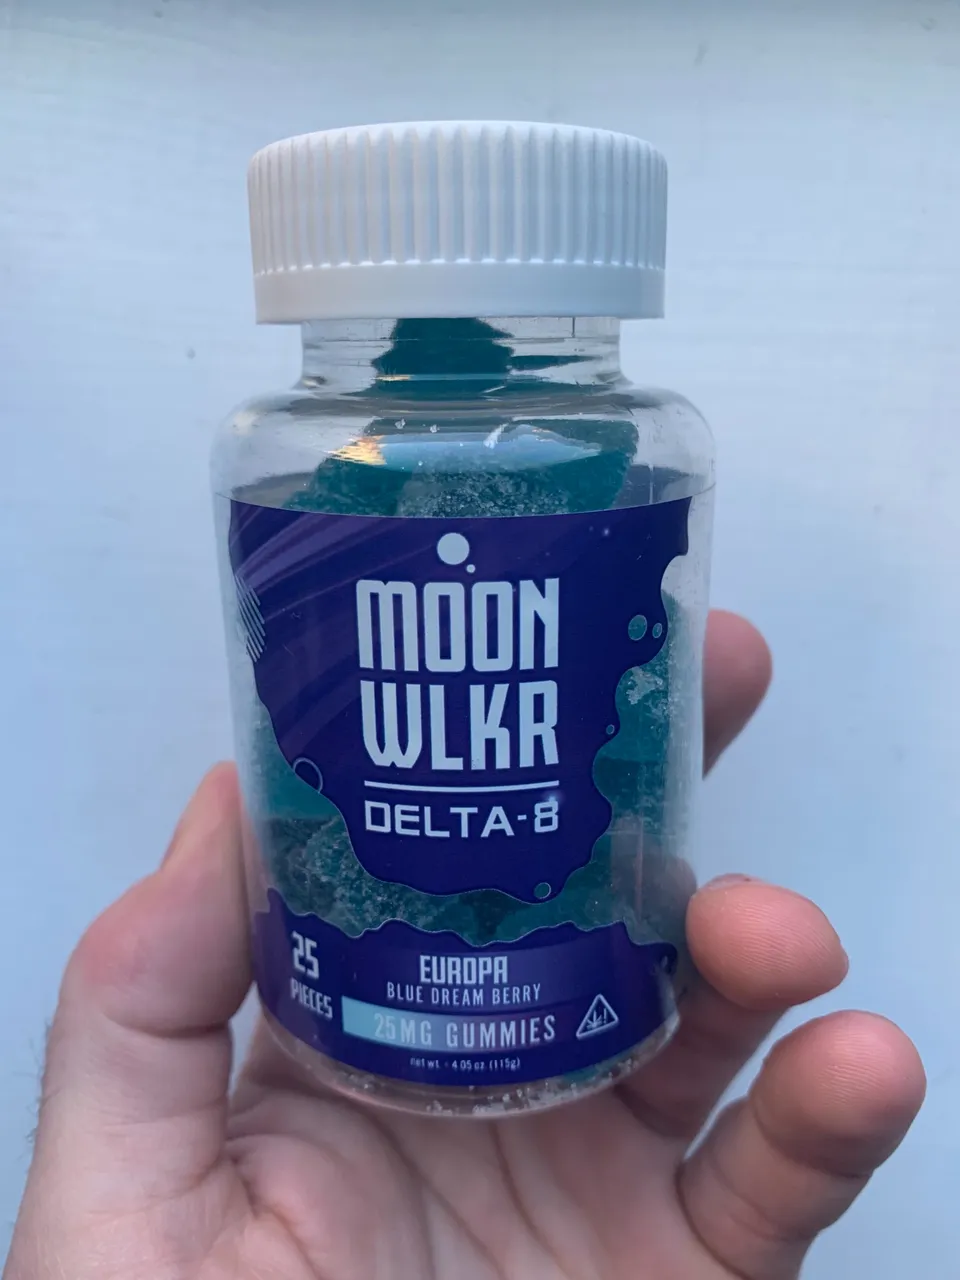 MOON
WLKR
DELTA-8
25
PIECES
EUROPA
BLUE DREAM BERRY
25MG GUMMIES
net wt - 4.05 oz (115g)